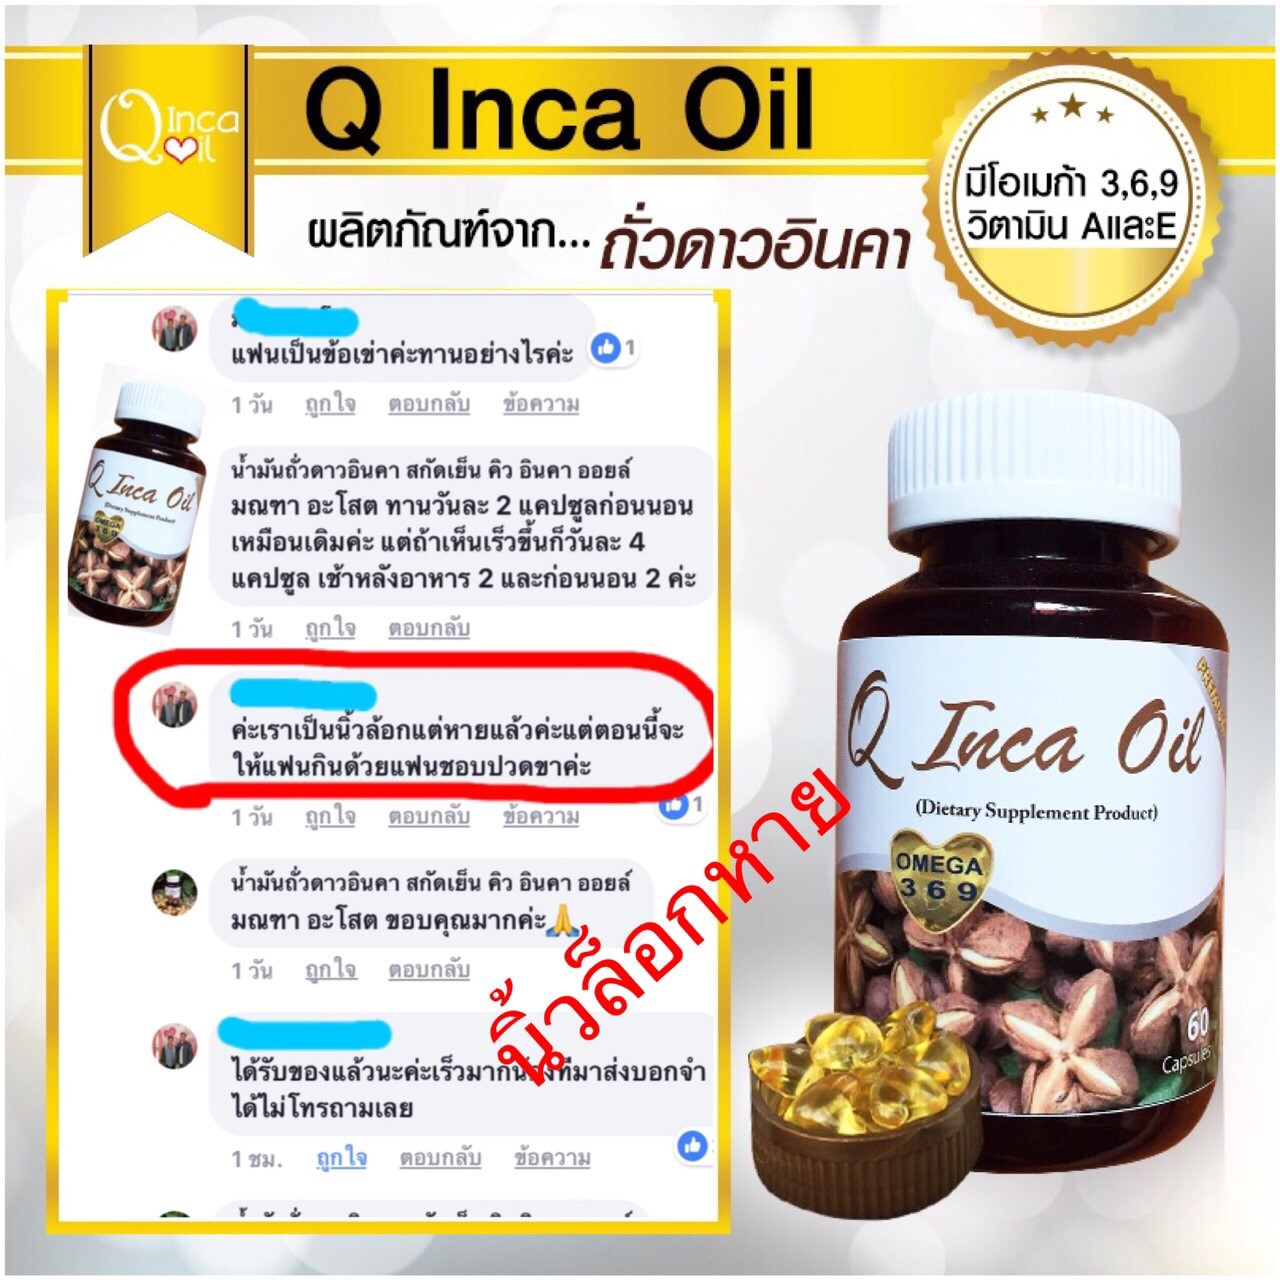 Q Inca Oil
Q Inca Oil
มีโอเมก้า 3,6,9
วิตามิน AและE
ผลิตภัณฑ์จาก... ถั่วดาวอินคา
แฟนเป็นข้อเข่าค่ะทานอย่างไรค่ะ
1
1 วัน ถูกใจ ตอบกลับ ข้อความ
น้ำมันถั่วดาวอินคา สกัดเย็น คิว อินคา ออยล์
มณฑา อะโสต ทานวันละ 2 แคปซูลก่อนนอน
เหมือนเดิมค่ะ แต่ถ้าเห็นเร็วขึ้นก็วันละ 4
แคปซูล เช้าหลังอาหาร 2 และก่อนนอน 2 ค่ะ
1 วัน ถูกใจ ตอบกลับ
ค่ะเราเป็นนิ้วล้อกแต่หายแล้วค่ะแต่ตอนนี้จะ
ให้แฟนกินด้วยแฟนชอบปวดขาค่ะ
1
1 วัน ถูกใจ ตอบกลับ ข้อความ
น้ำมันถั่วดาวอินคา สกัดเย็น คิว อินคา ออยล์
มณฑา อะโสต ขอบคุณมากค่ะ🙏
1 วัน ถูกใจ ตอบกลับ
ได้รับของแล้วนะค่ะเร็วมาก ที่มาส่งบอกจำ
ได้ไม่โทรถามเลย
1 ชม. ถูกใจ ตอบกลับ ข้อความ
นิ้วล็อกหาย
Q Inca Oil
(Dietary Supplement Product)
OMEGA
3 6 9
60
Q Inca Oil
(Dietary Supplement Product)
OMEGA
3 6 9
60
Capsules